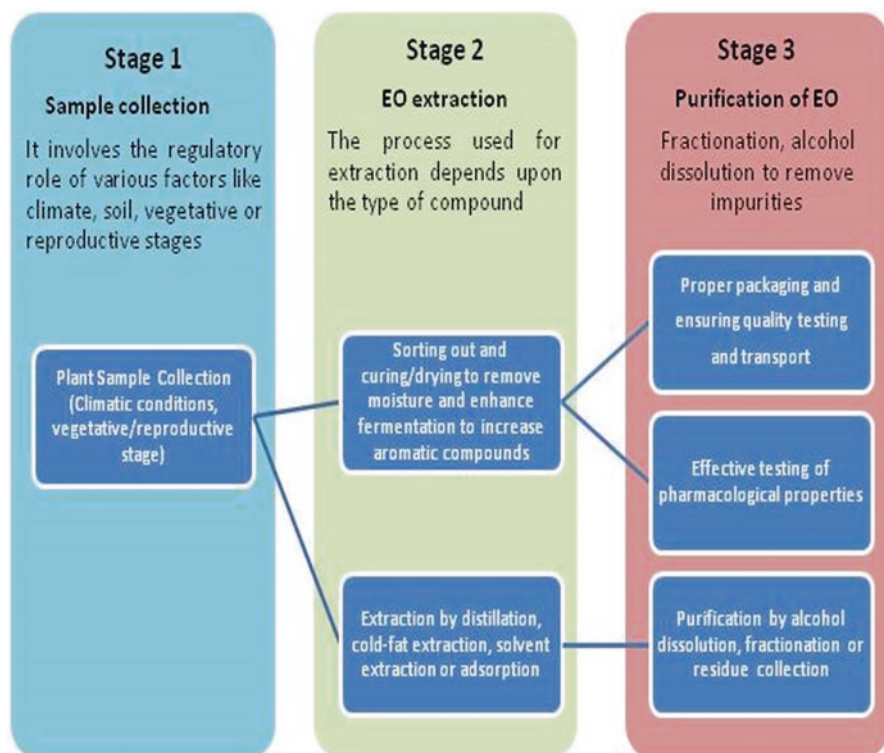 Stage 1
Sample collection
It involves the regulatory
role of various factors like
climate, soil, vegetative or
reproductive stages
Plant Sample Collection
(Climatic conditions,
vegetative/reproductive
stage)
Stage 2
EO extraction
The process used for
extraction depends upon
the type of compound
Sorting out and
curing/drying to remove
moisture and enhance
fermentation to increase
aromatic compounds
Extraction by distillation,
cold-fat extraction, solvent
extraction or adsorption
Stage 3
Purification of EO
Fractionation, alcohol
dissolution to remove
impurities
Proper packaging and
ensuring quality testing
and transport
Effective testing of
pharmacological properties
Purification by alcohol
dissolution, fractionation or
residue collection